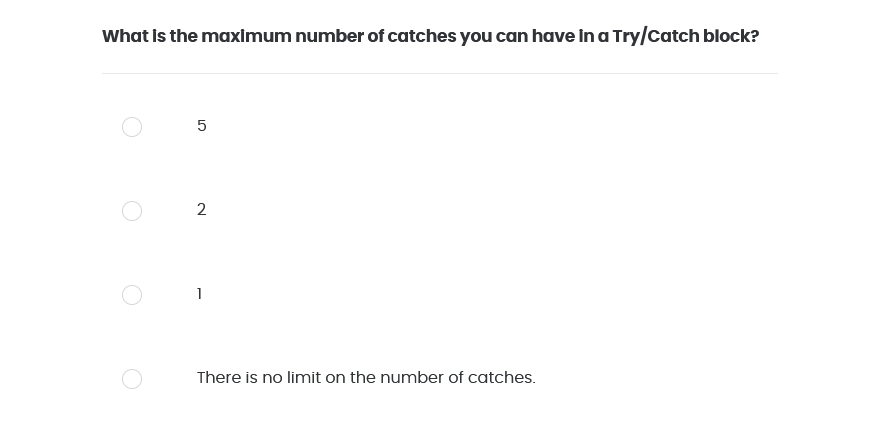 What is the maximum number of catches you can have in a Try/Catch block?
5
2
1
There is no limit on the number of catches.